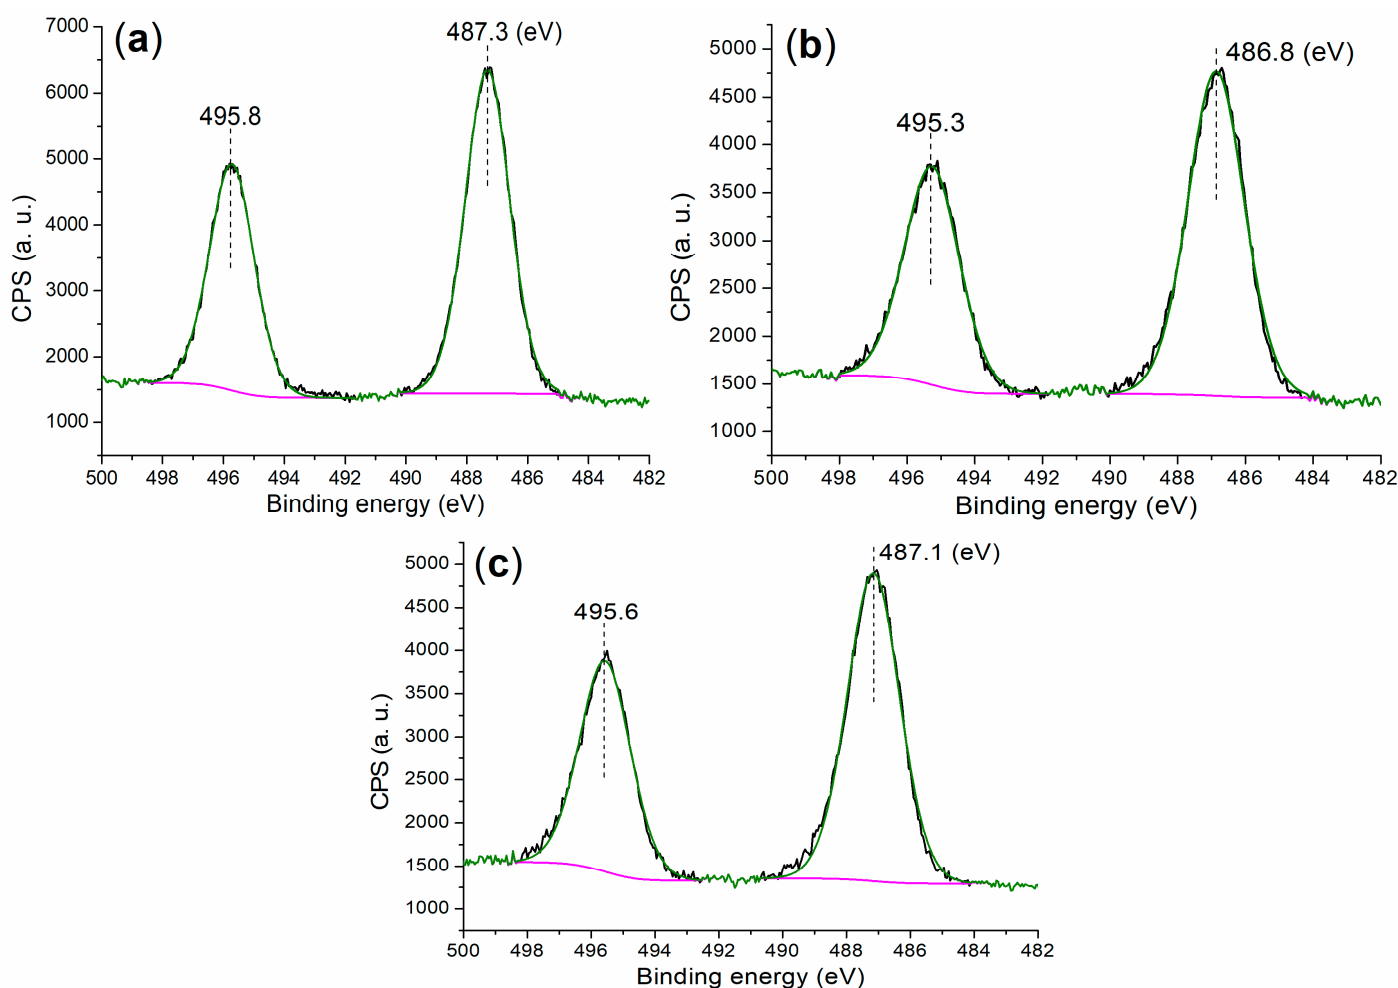 (a)
487.3 (eV)
495.8
7000
6000
5000
4000
3000
2000
1000
CPS (a. u.)
500 498 496 494 492 490 488 486 484 482
Binding energy (eV)
(b)
486.8 (eV)
495.3
5000
4500
4000
3500
3000
2500
2000
1500
1000
CPS (a. u.)
500 498 496 494 492 490 488 486 484 482
Binding energy (eV)
(c)
487.1 (eV)
495.6
5000
4500
4000
3500
3000
2500
2000
1500
1000
CPS (a. u.)
500 498 496 494 492 490 488 486 484 482
Binding energy (eV)